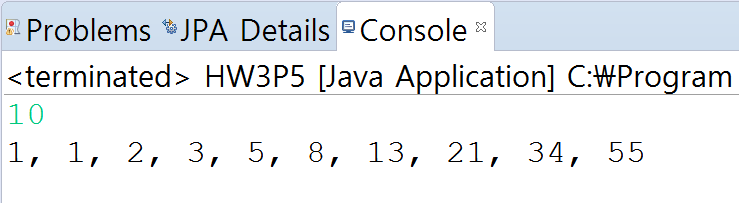 Problems JPA Details Console
<terminated> HW3P5 [Java Application] C:₩Program
10
1, 1, 2, 3, 5, 8, 13, 21, 34, 55